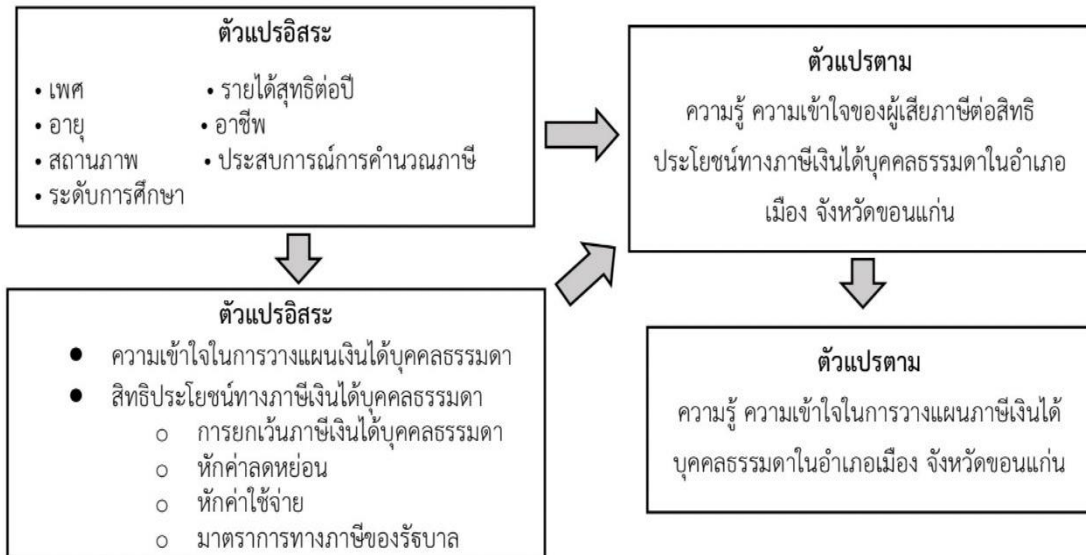 ตัวแปรอิสระ
• เพศ • รายได้สุทธิต่อปี
• อายุ • อาชีพ
• สถานภาพ • ประสบการณ์การคำนวณภาษี
• ระดับการศึกษา
ตัวแปรตาม
ความรู้ ความเข้าใจของผู้เสียภาษีต่อสิทธิ
ประโยชน์ทางภาษีเงินได้บุคคลธรรมดาในอำเภอ
เมือง จังหวัดขอนแก่น
ตัวแปรอิสระ
● ความเข้าใจในการวางแผนเงินได้บุคคลธรรมดา
● สิทธิประโยชน์ทางภาษีเงินได้บุคคลธรรมดา
○ การยกเว้นภาษีเงินได้บุคคลธรรมดา
○ หักค่าลดหย่อน
○ หักค่าใช้จ่าย
○ มาตราการทางภาษีของรัฐบาล
ตัวแปรตาม
ความรู้ ความเข้าใจในการวางแผนภาษีเงินได้
บุคคลธรรมดาในอำเภอเมือง จังหวัดขอนแก่น